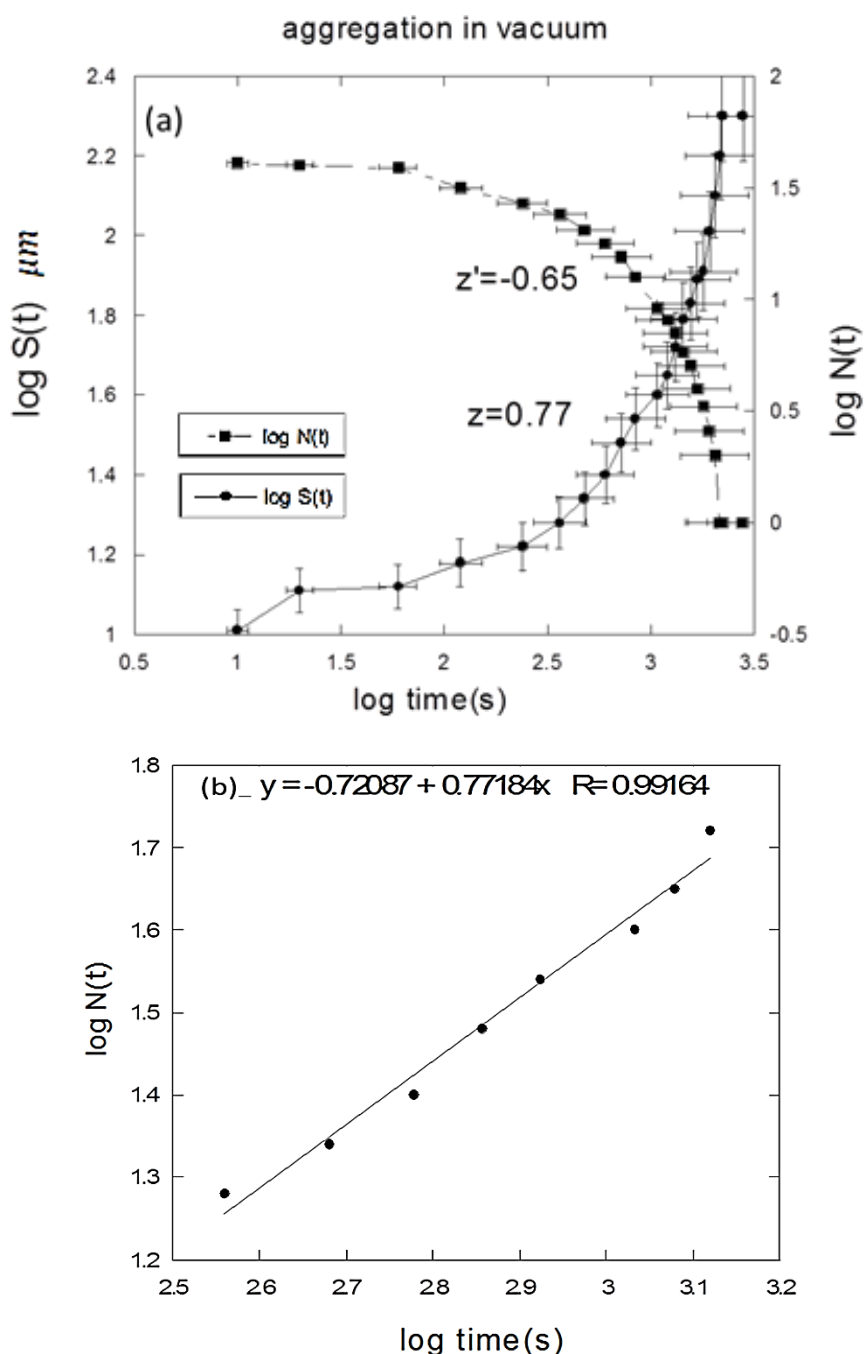 aggregation in vacuum
(a)
2.4
2.2
2
1.8
1.6
1.4
1.2
1
log S(t) μm
2
1.5
1
0.5
0
-0.5
log N(t)
z'=-0.65
z=0.77
log N(t)
log S(t)
0.5 1 1.5 2 2.5 3 3.5
log time(s)
(b)_ y = -0.72087 + 0.77184x R= 0.99164
1.8
1.7
1.6
1.5
1.4
1.3
1.2
log N(t)
2.5 2.6 2.7 2.8 2.9 3 3.1 3.2
log time(s)